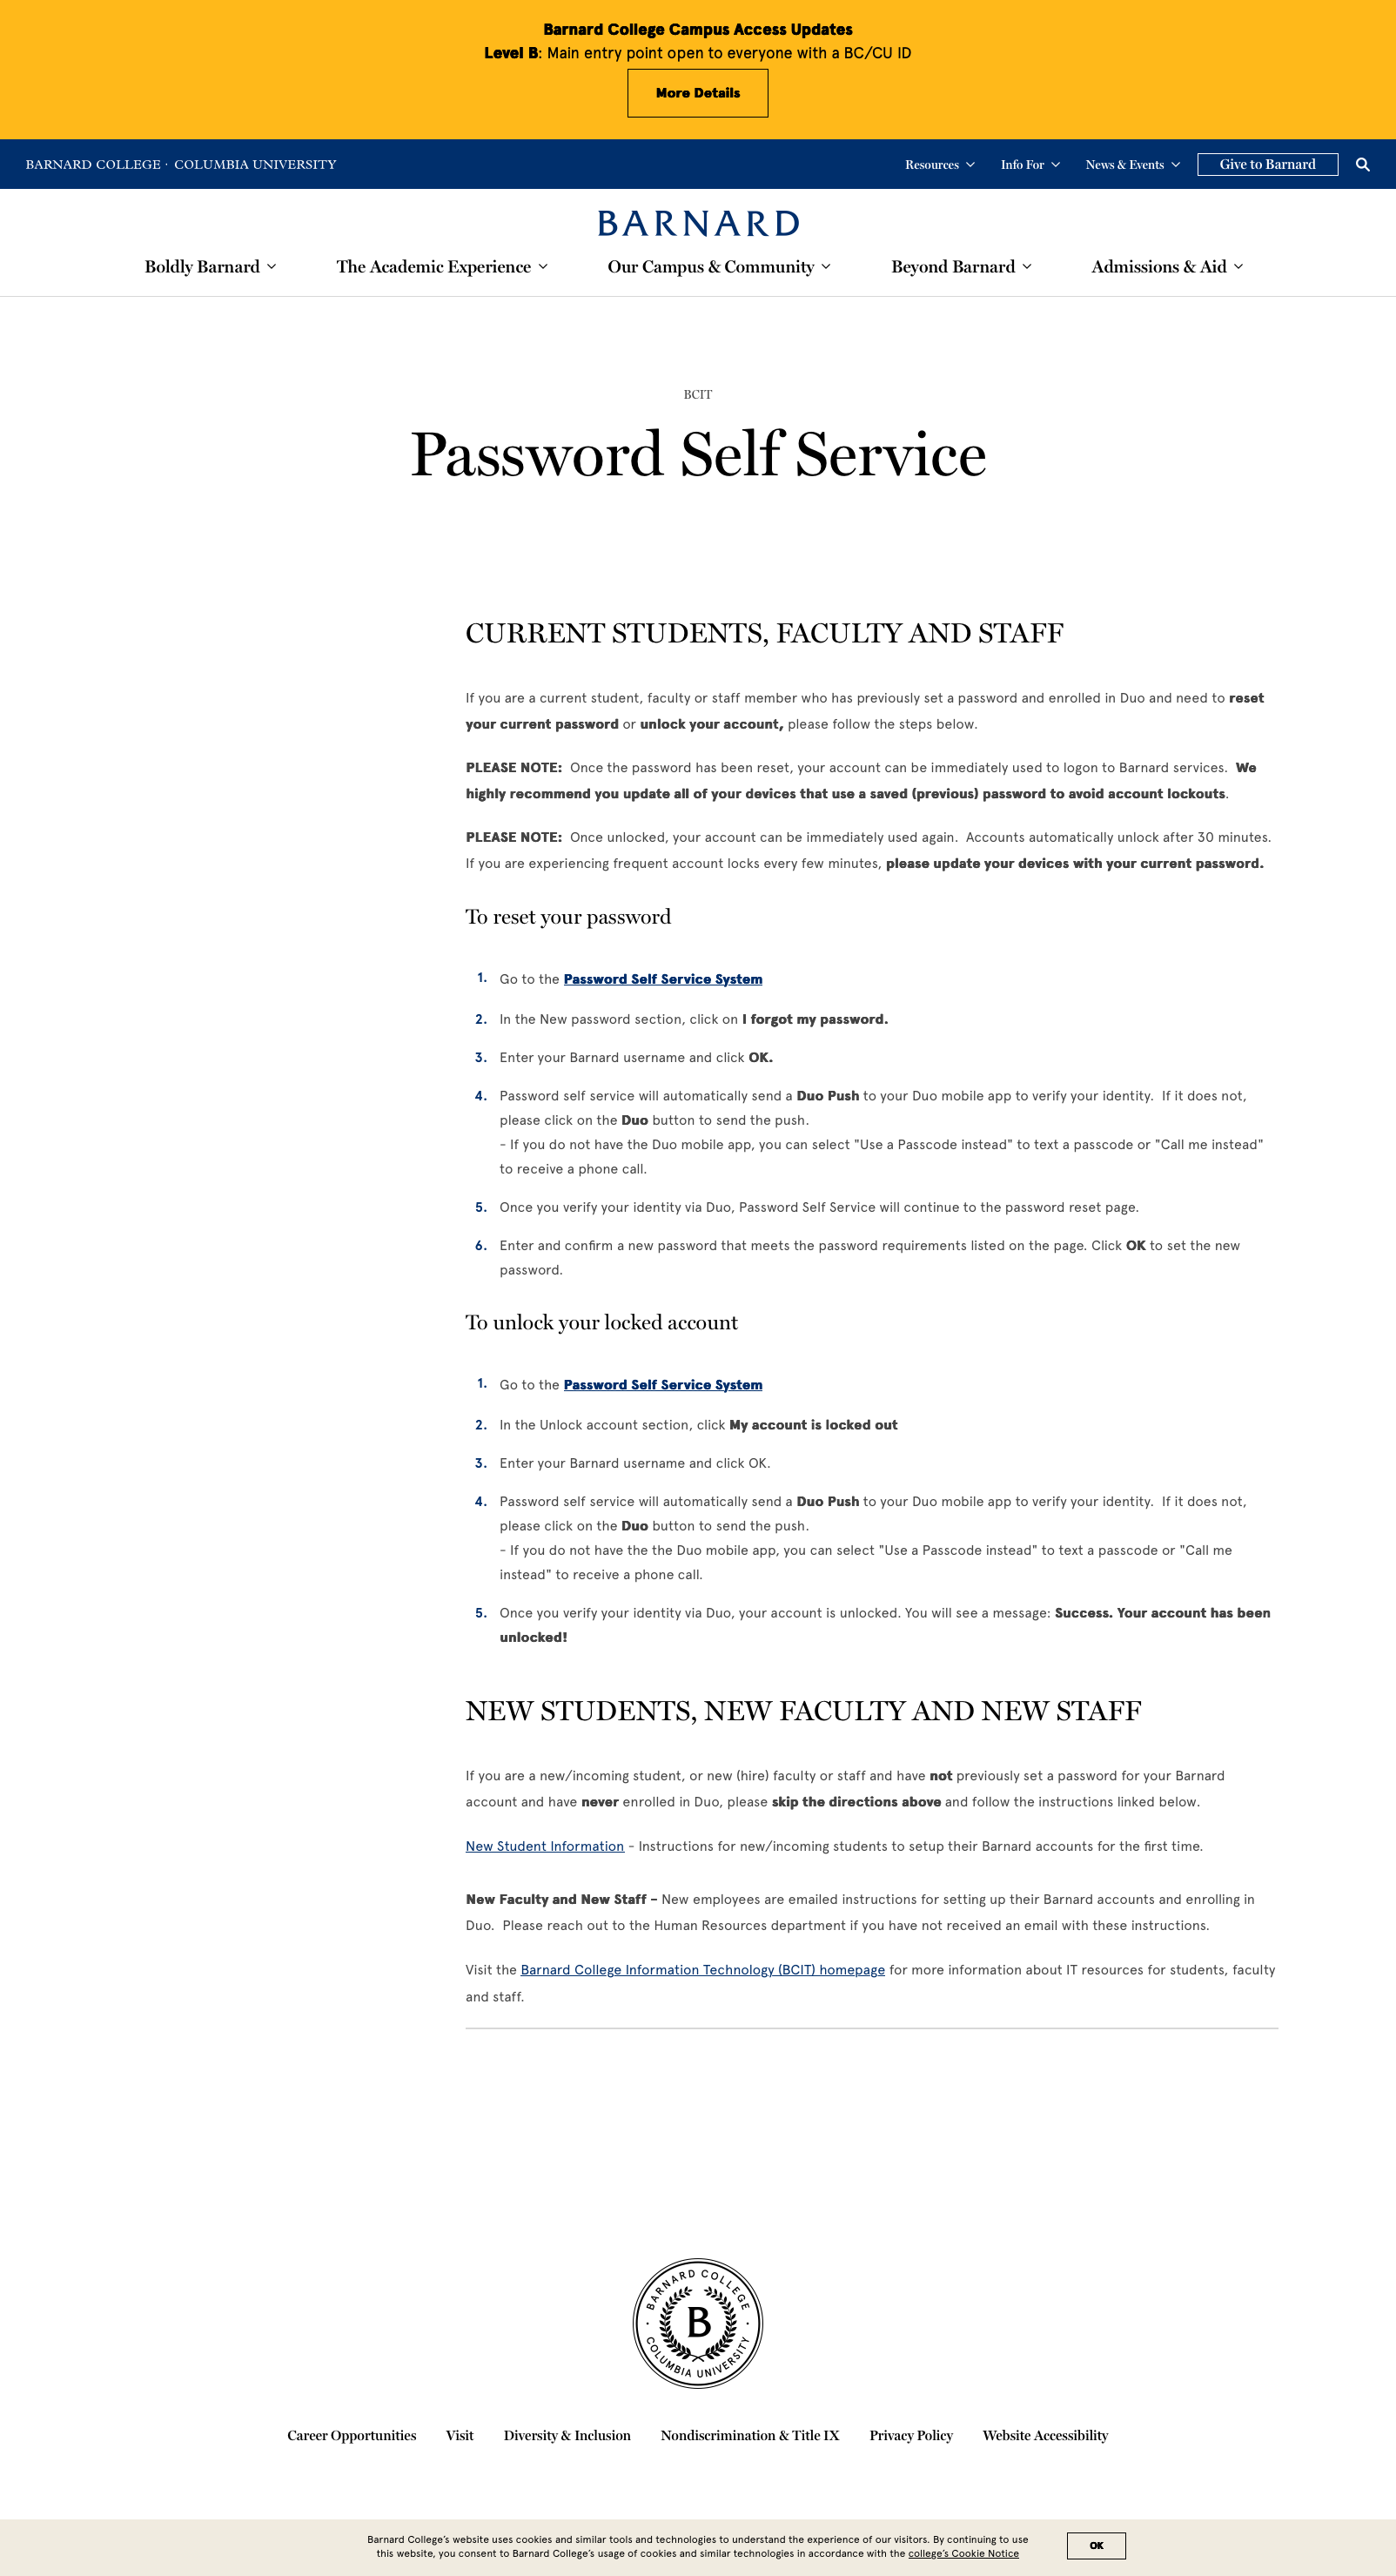 Barnard College Campus Access Updates
Level B: Main entry point open to everyone with a BC/CU ID
More Details
BARNARD COLLEGE · COLUMBIA UNIVERSITY
Resources
Info For
News & Events
Give to Barnard
BARNARD
Boldly Barnard
The Academic Experience
Our Campus & Community
Beyond Barnard
Admissions & Aid
BCIT
Password Self Service
CURRENT STUDENTS, FACULTY AND STAFF
If you are a current student, faculty or staff member who has previously set a password and enrolled in Duo and need to reset
your current password or unlock your account, please follow the steps below.
PLEASE NOTE:  Once the password has been reset, your account can be immediately used to logon to Barnard services.  We
highly recommend you update all of your devices that use a saved (previous) password to avoid account lockouts.
PLEASE NOTE:  Once unlocked, your account can be immediately used again.  Accounts automatically unlock after 30 minutes.
If you are experiencing frequent account locks every few minutes, please update your devices with your current password.
To reset your password
1. Go to the Password Self Service System
2. In the New password section, click on I forgot my password.
3. Enter your Barnard username and click OK.
4. Password self service will automatically send a Duo Push to your Duo mobile app to verify your identity.  If it does not,
please click on the Duo button to send the push.
- If you do not have the Duo mobile app, you can select "Use a Passcode instead" to text a passcode or "Call me instead"
to receive a phone call.
5. Once you verify your identity via Duo, Password Self Service will continue to the password reset page.
6. Enter and confirm a new password that meets the password requirements listed on the page. Click OK to set the new
password.
To unlock your locked account
1. Go to the Password Self Service System
2. In the Unlock account section, click My account is locked out
3. Enter your Barnard username and click OK.
4. Password self service will automatically send a Duo Push to your Duo mobile app to verify your identity.  If it does not,
please click on the Duo button to send the push.
- If you do not have the the Duo mobile app, you can select "Use a Passcode instead" to text a passcode or "Call me
instead" to receive a phone call.
5. Once you verify your identity via Duo, your account is unlocked. You will see a message: Success. Your account has been
unlocked!
NEW STUDENTS, NEW FACULTY AND NEW STAFF
If you are a new/incoming student, or new (hire) faculty or staff and have not previously set a password for your Barnard
account and have never enrolled in Duo, please skip the directions above and follow the instructions linked below.
New Student Information - Instructions for new/incoming students to setup their Barnard accounts for the first time.
New Faculty and New Staff – New employees are emailed instructions for setting up their Barnard accounts and enrolling in
Duo.  Please reach out to the Human Resources department if you have not received an email with these instructions.
Visit the Barnard College Information Technology (BCIT) homepage for more information about IT resources for students, faculty
and staff.
BARNARD COLLEGE
B
COLUMBIA UNIVERSITY
Career Opportunities
Visit
Diversity & Inclusion
Nondiscrimination & Title IX
Privacy Policy
Website Accessibility
Barnard College’s website uses cookies and similar tools and technologies to understand the experience of our visitors. By continuing to use
this website, you consent to Barnard College’s usage of cookies and similar technologies in accordance with the college’s Cookie Notice
OK